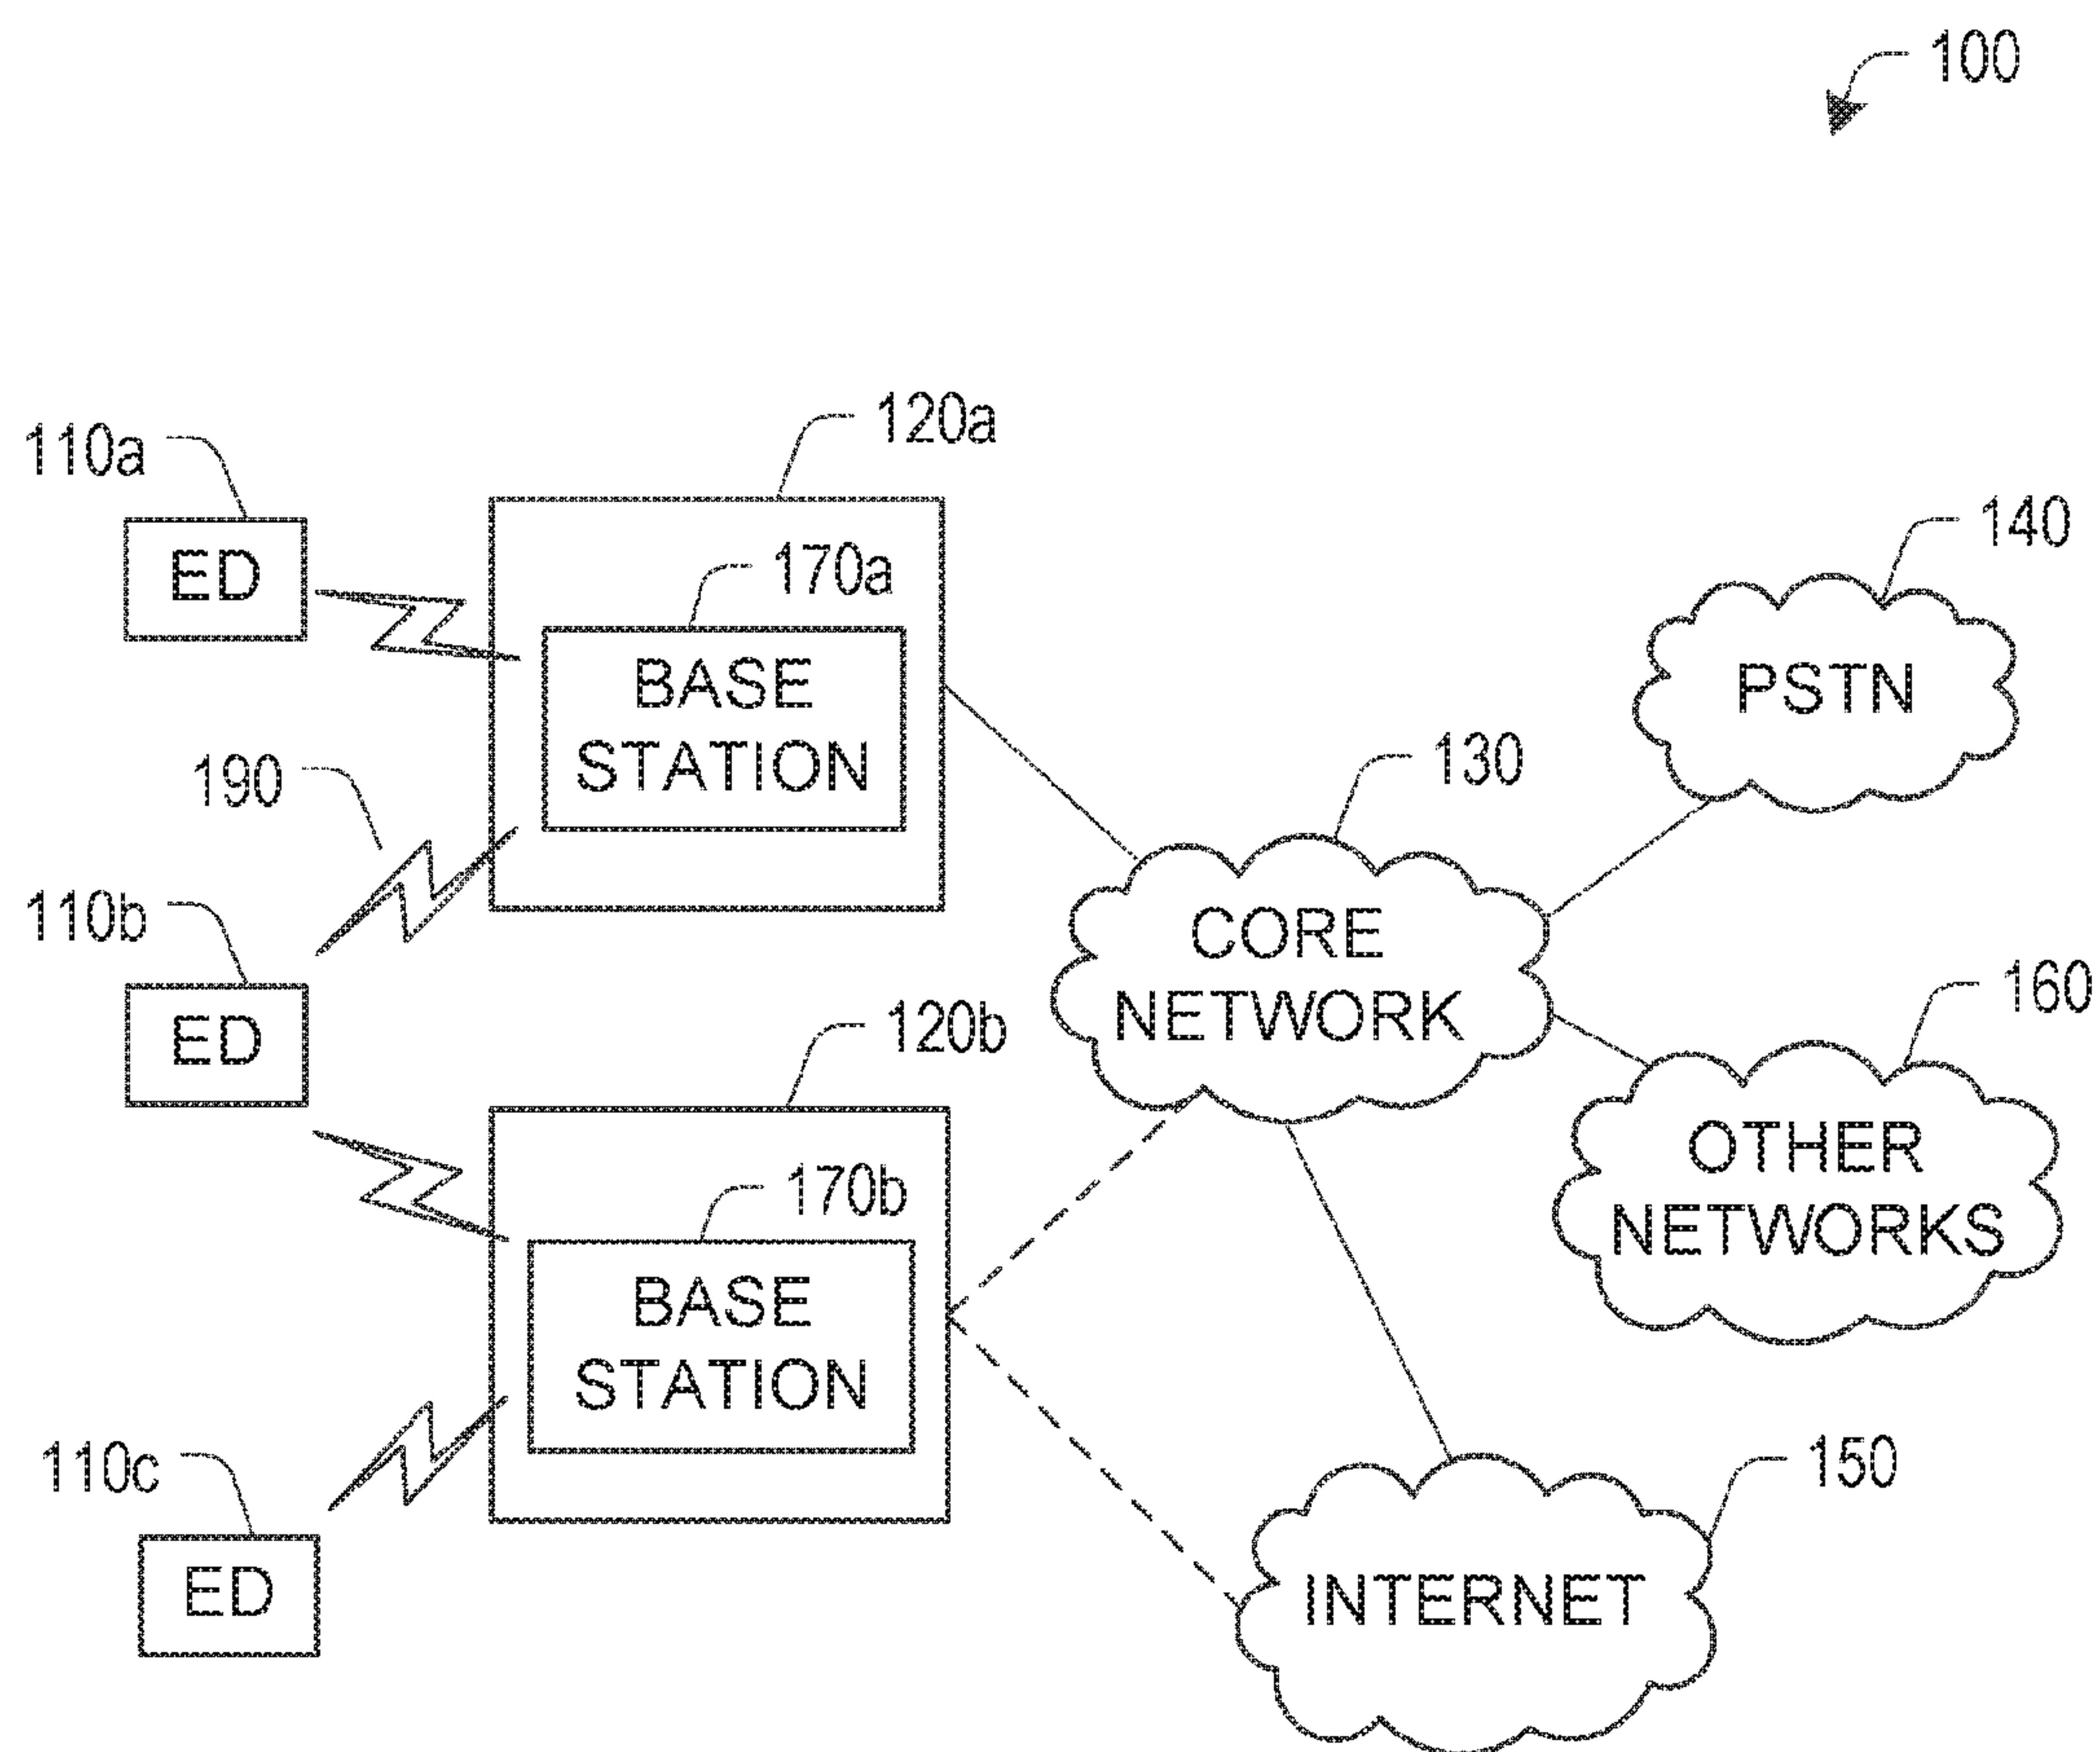 100
120a
110a
ED
170a
140
BASE
STATION
PSTN
190
130
110b
ED
CORE
NETWORK
160
120b
OTHER
NETWORKS
170b
BASE
STATION
110c
150
ED
INTERNET